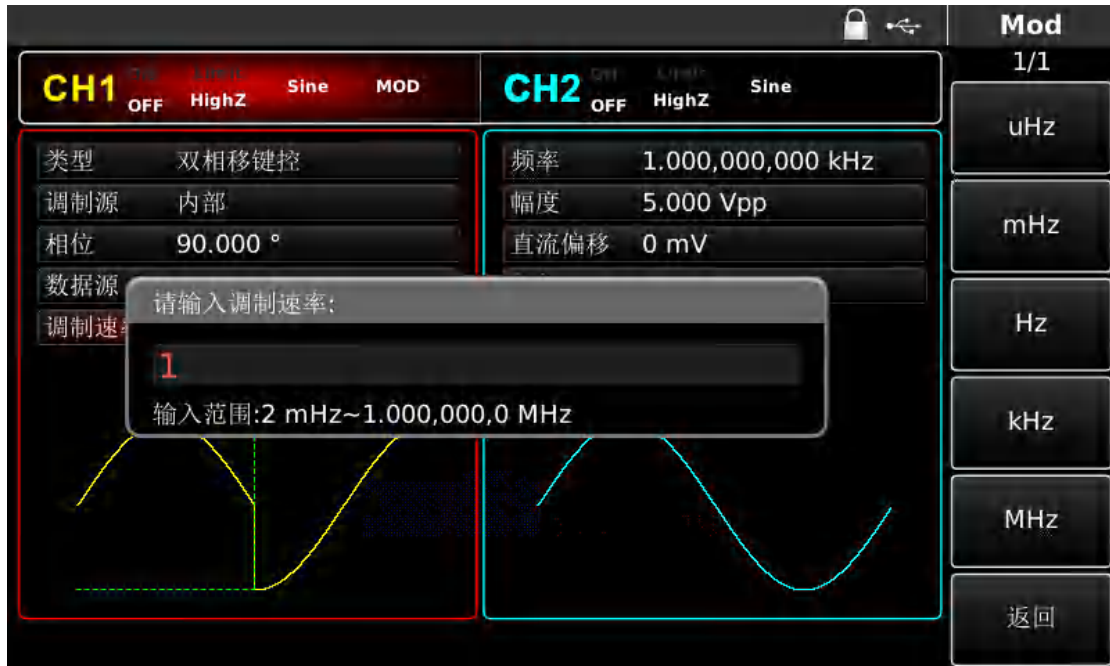 Mod
1/1
CH1 OFF HighZ Sine MOD
CH2 OFF HighZ Sine
uHz
mHz
Hz
kHz
MHz
返回
类型 双相移键控
调制源 内部
相位 90.000 °
数据源
调制速
频率 1.000,000,000 kHz
幅度 5.000 Vpp
直流偏移 0 mV
请输入调制速率:
1
输入范围:2 mHz~1.000,000,0 MHz